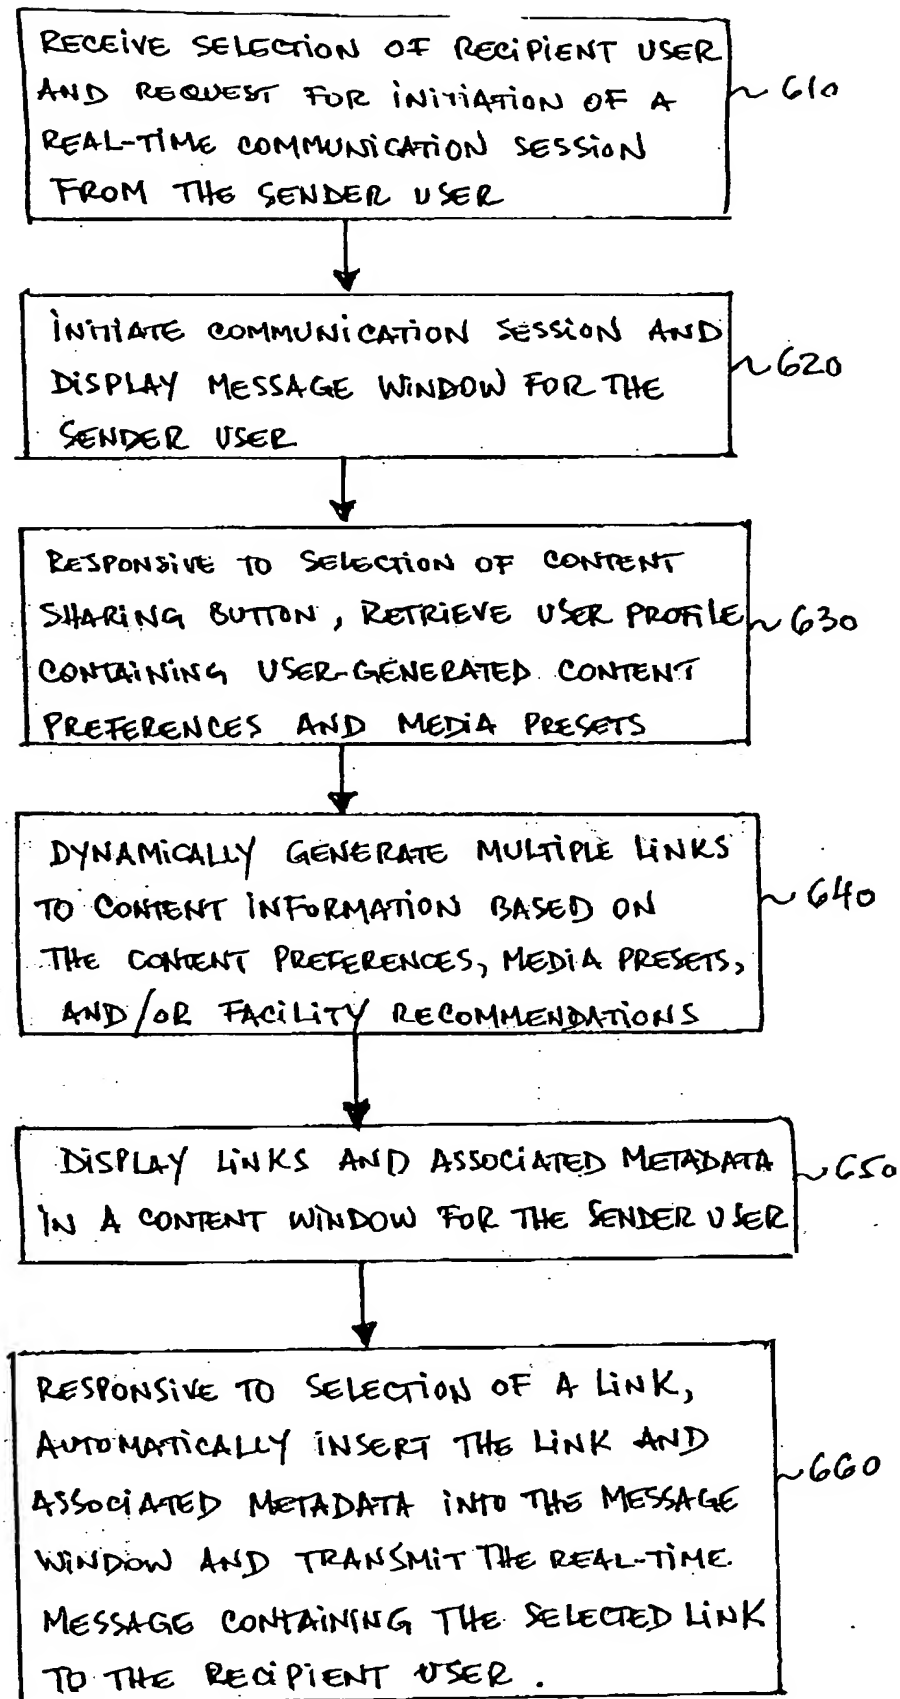 RECEIVE SELECTION OF RECIPIENT USER
AND REQUEST FOR INITIATION OF A
REAL-TIME COMMUNICATION SESSION
FROM THE SENDER USER
610
INITIATE COMMUNICATION SESSION AND
DISPLAY MESSAGE WINDOW FOR THE
SENDER USER
620
RESPONSIVE TO SELECTION OF CONTENT
SHARING BUTTON, RETRIEVE USER PROFILE
CONTAINING USER-GENERATED CONTENT
PREFERENCES AND MEDIA PRESETS
630
DYNAMICALLY GENERATE MULTIPLE LINKS
TO CONTENT INFORMATION BASED ON
THE CONTENT PREFERENCES, MEDIA PRESETS,
AND/OR FACILITY RECOMMENDATIONS
640
DISPLAY LINKS AND ASSOCIATED METADATA
IN A CONTENT WINDOW FOR THE SENDER USER
650
RESPONSIVE TO SELECTION OF A LINK,
AUTOMATICALLY INSERT THE LINK AND
ASSOCIATED METADATA INTO THE MESSAGE
WINDOW AND TRANSMIT THE REAL-TIME
MESSAGE CONTAINING THE SELECTED LINK
TO THE RECIPIENT USER.
660